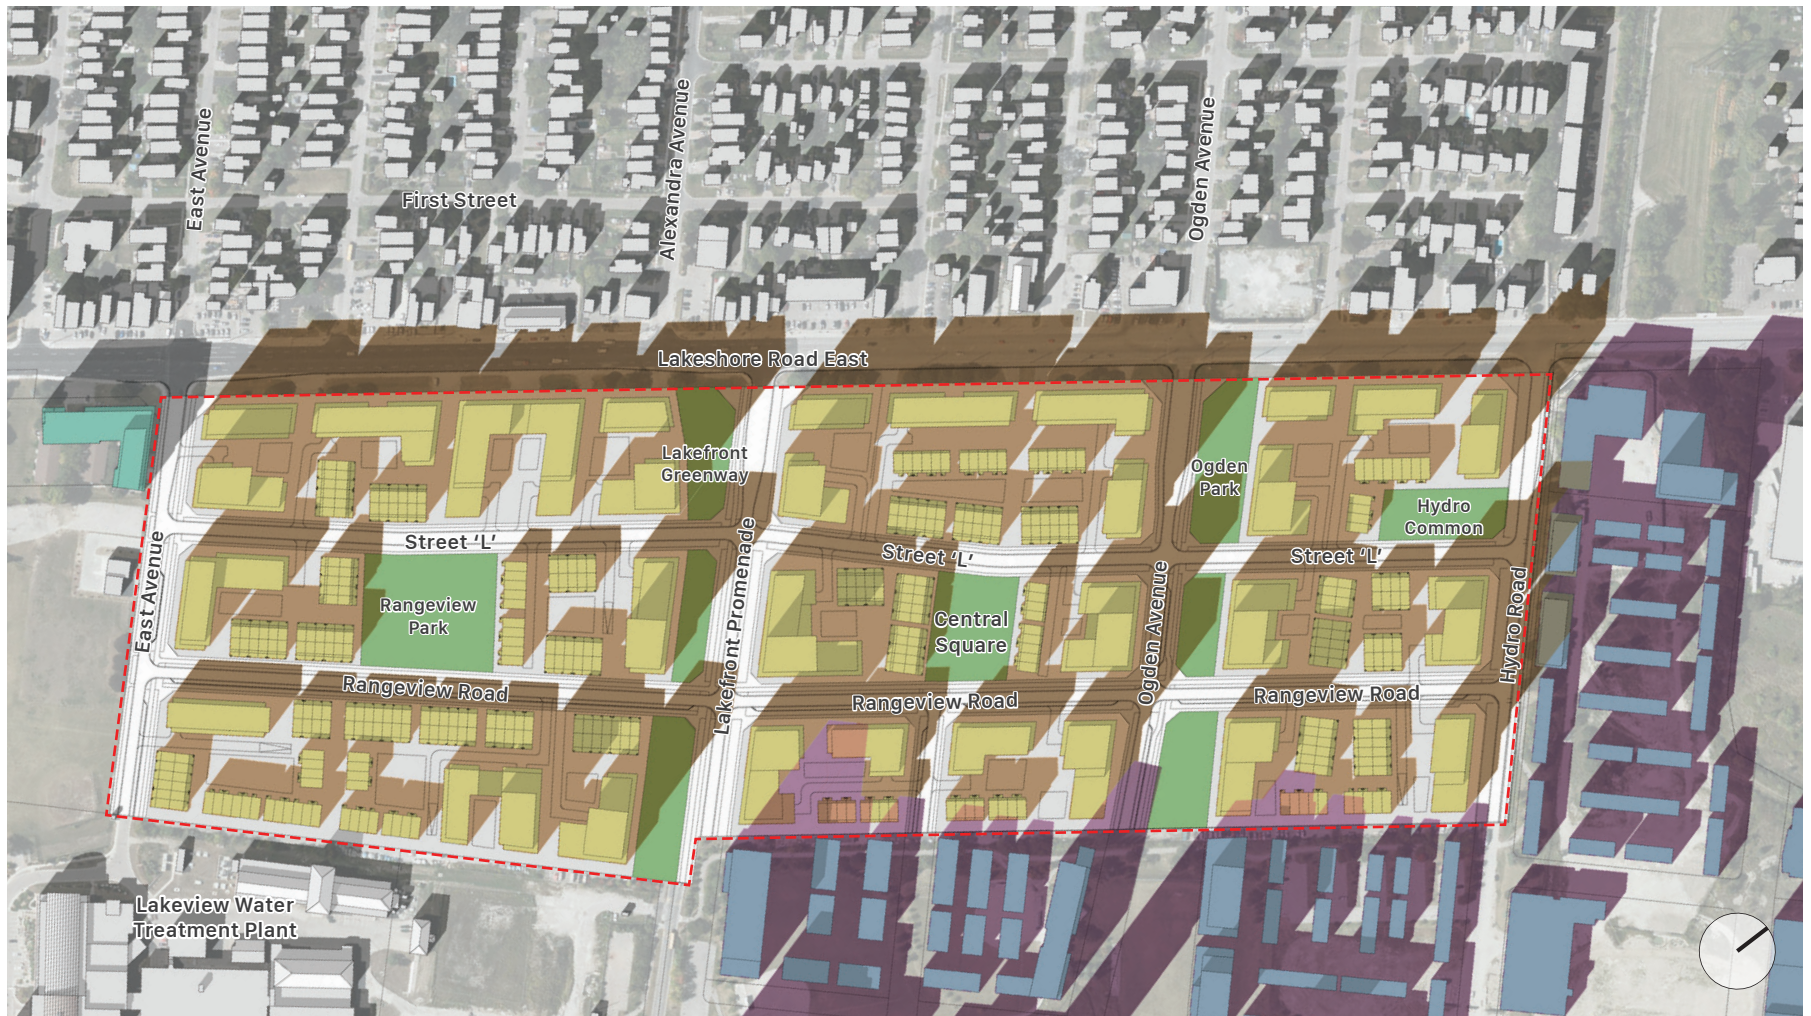 East Avenue
First Street
Alexandra Avenue
Ogden Avenue
Lakeshore Road East
Lakefront
Greenway
Ogden
Park
Hydro
Common
Street ‘L’
Street ‘L’
Street ‘L’
East Avenue
Rangeview
Park
Lakefront Promenade
Central
Square
Ogden Avenue
Hydro Road
Rangeview Road
Rangeview Road
Rangeview Road
Lakeview Water
Treatment Plant